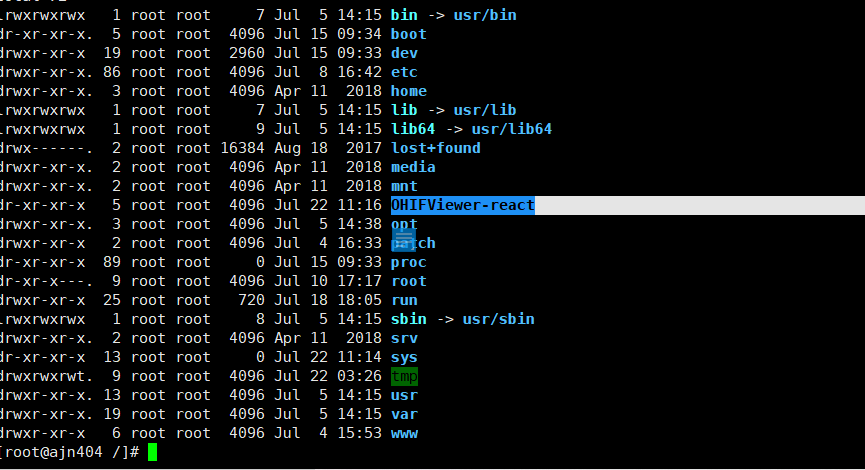 lrwxrwxrwx   1 root root     7 Jul  5 14:15 bin -> usr/bin
dr-xr-xr-x.  5 root root  4096 Jul 15 09:34 boot
drwxr-xr-x  19 root root  2960 Jul 15 09:33 dev
drwxr-xr-x. 86 root root  4096 Jul  8 16:42 etc
drwxr-xr-x.  3 root root  4096 Apr 11  2018 home
lrwxrwxrwx   1 root root     7 Jul  5 14:15 lib -> usr/lib
lrwxrwxrwx   1 root root     9 Jul  5 14:15 lib64 -> usr/lib64
drwx------.  2 root root 16384 Aug 18  2017 lost+found
drwxr-xr-x.  2 root root  4096 Apr 11  2018 media
drwxr-xr-x.  2 root root  4096 Apr 11  2018 mnt
drwxr-xr-x   5 root root  4096 Jul 22 11:16 OHIFViewer-react
drwxr-xr-x.  3 root root  4096 Jul  5 14:38 opt
drwxr-xr-x   2 root root  4096 Jul  4 16:33 patch
dr-xr-xr-x  89 root root     0 Jul 15 09:33 proc
dr-xr-x---.  9 root root  4096 Jul 10 17:17 root
drwxr-xr-x  25 root root   720 Jul 18 18:05 run
lrwxrwxrwx   1 root root     8 Jul  5 14:15 sbin -> usr/sbin
drwxr-xr-x.  2 root root  4096 Apr 11  2018 srv
dr-xr-xr-x  13 root root     0 Jul 22 11:14 sys
drwxrwxrwt.  9 root root  4096 Jul 22 03:26 tmp
drwxr-xr-x. 13 root root  4096 Jul  5 14:15 usr
drwxr-xr-x. 19 root root  4096 Jul  5 14:15 var
drwxr-xr-x   6 root root  4096 Jul  4 15:53 www
[root@ajn404 /]#